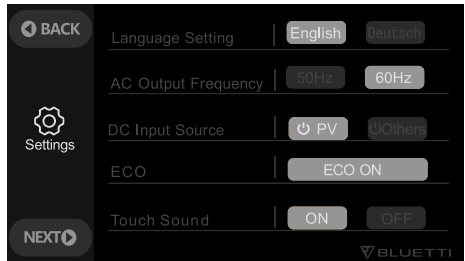 BACK
Language Setting English Deutsch
AC Output Frequency 50Hz 60Hz
Settings
DC Input Source PV Others
ECO ECO ON
Touch Sound ON OFF
NEXT
BLUETTI